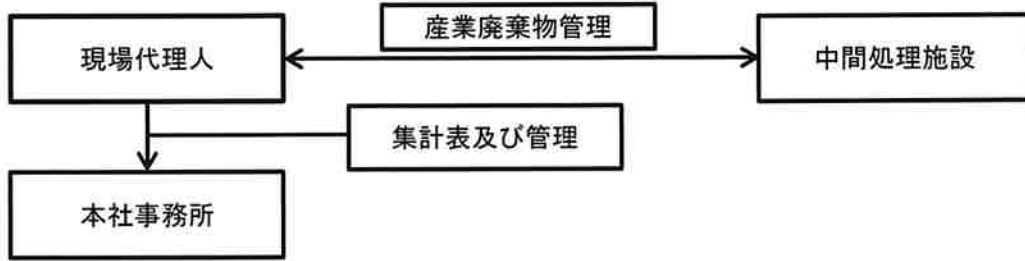 産業廃棄物管理
現場代理人
中間処理施設
集計表及び管理
本社事務所